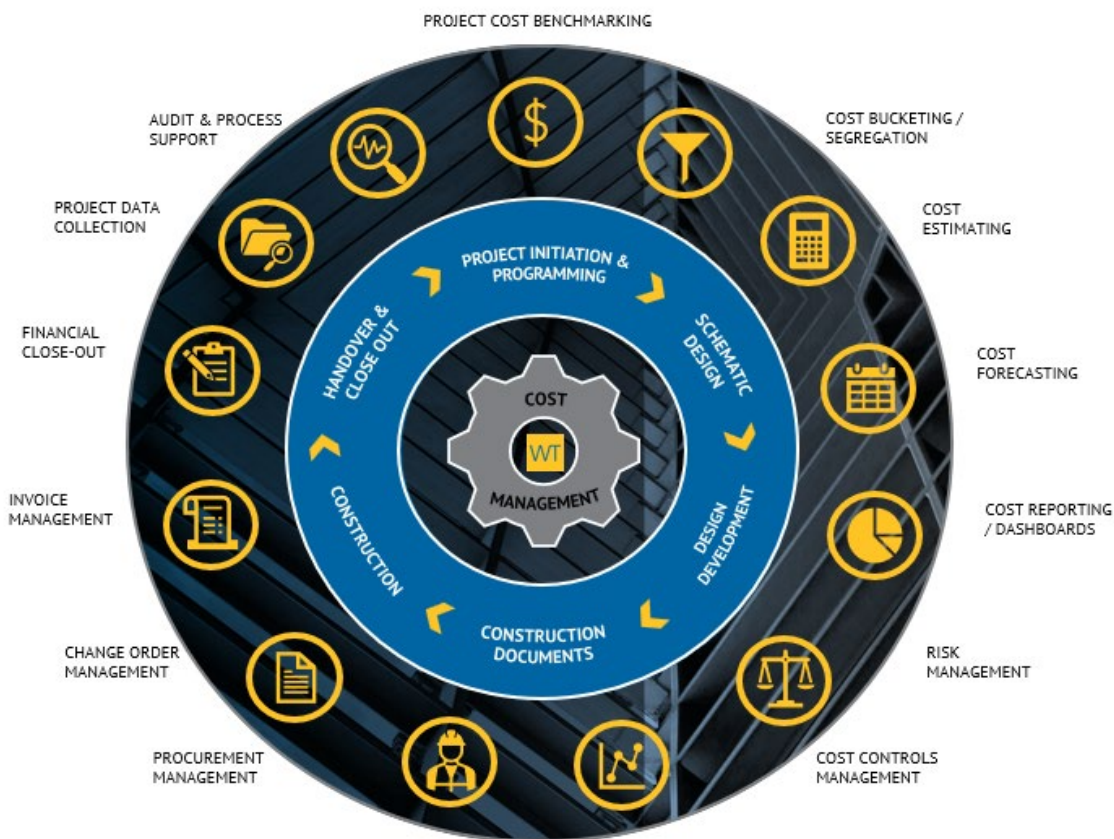 PROJECT COST BENCHMARKING
AUDIT & PROCESS
SUPPORT
COST BUCKETING /
SEGREGATION
PROJECT DATA
COLLECTION
COST
ESTIMATING
FINANCIAL
CLOSE-OUT
COST
FORECASTING
INVOICE
MANAGEMENT
COST REPORTING
/ DASHBOARDS
CHANGE ORDER
MANAGEMENT
RISK
MANAGEMENT
PROCUREMENT
MANAGEMENT
COST CONTROLS
MANAGEMENT
$
PROJECT INITIATION &
PROGRAMMING
SCHEMATIC
DESIGN
DESIGN
DEVELOPMENT
CONSTRUCTION
DOCUMENTS
CONSTRUCTION
HANDOVER &
CLOSE OUT
COST
WT
MANAGEMENT